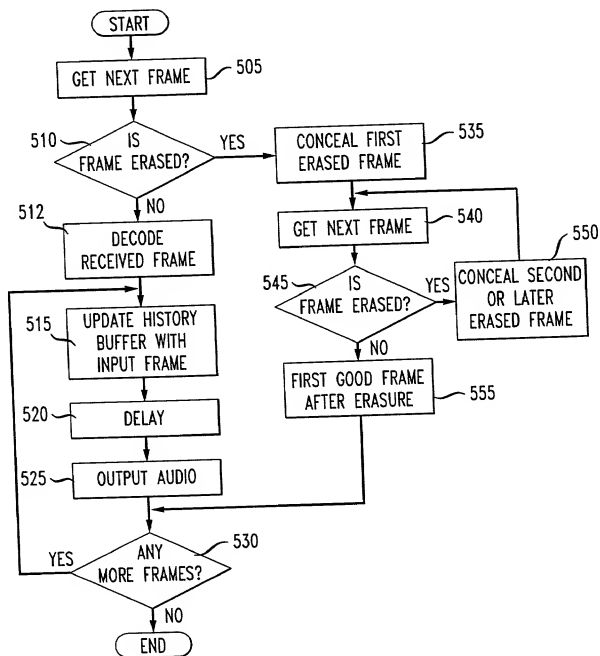 START
GET NEXT FRAME
505
510
IS
FRAME ERASED?
YES
NO
CONCEAL FIRST
ERASED FRAME
535
512
DECODE
RECEIVED FRAME
GET NEXT FRAME
540
545
IS
FRAME ERASED?
YES
NO
CONCEAL SECOND
OR LATER
ERASED FRAME
550
515
UPDATE HISTORY
BUFFER WITH
INPUT FRAME
FIRST GOOD FRAME
AFTER ERASURE
555
520
DELAY
525
OUTPUT AUDIO
ANY
MORE FRAMES?
530
YES
NO
END